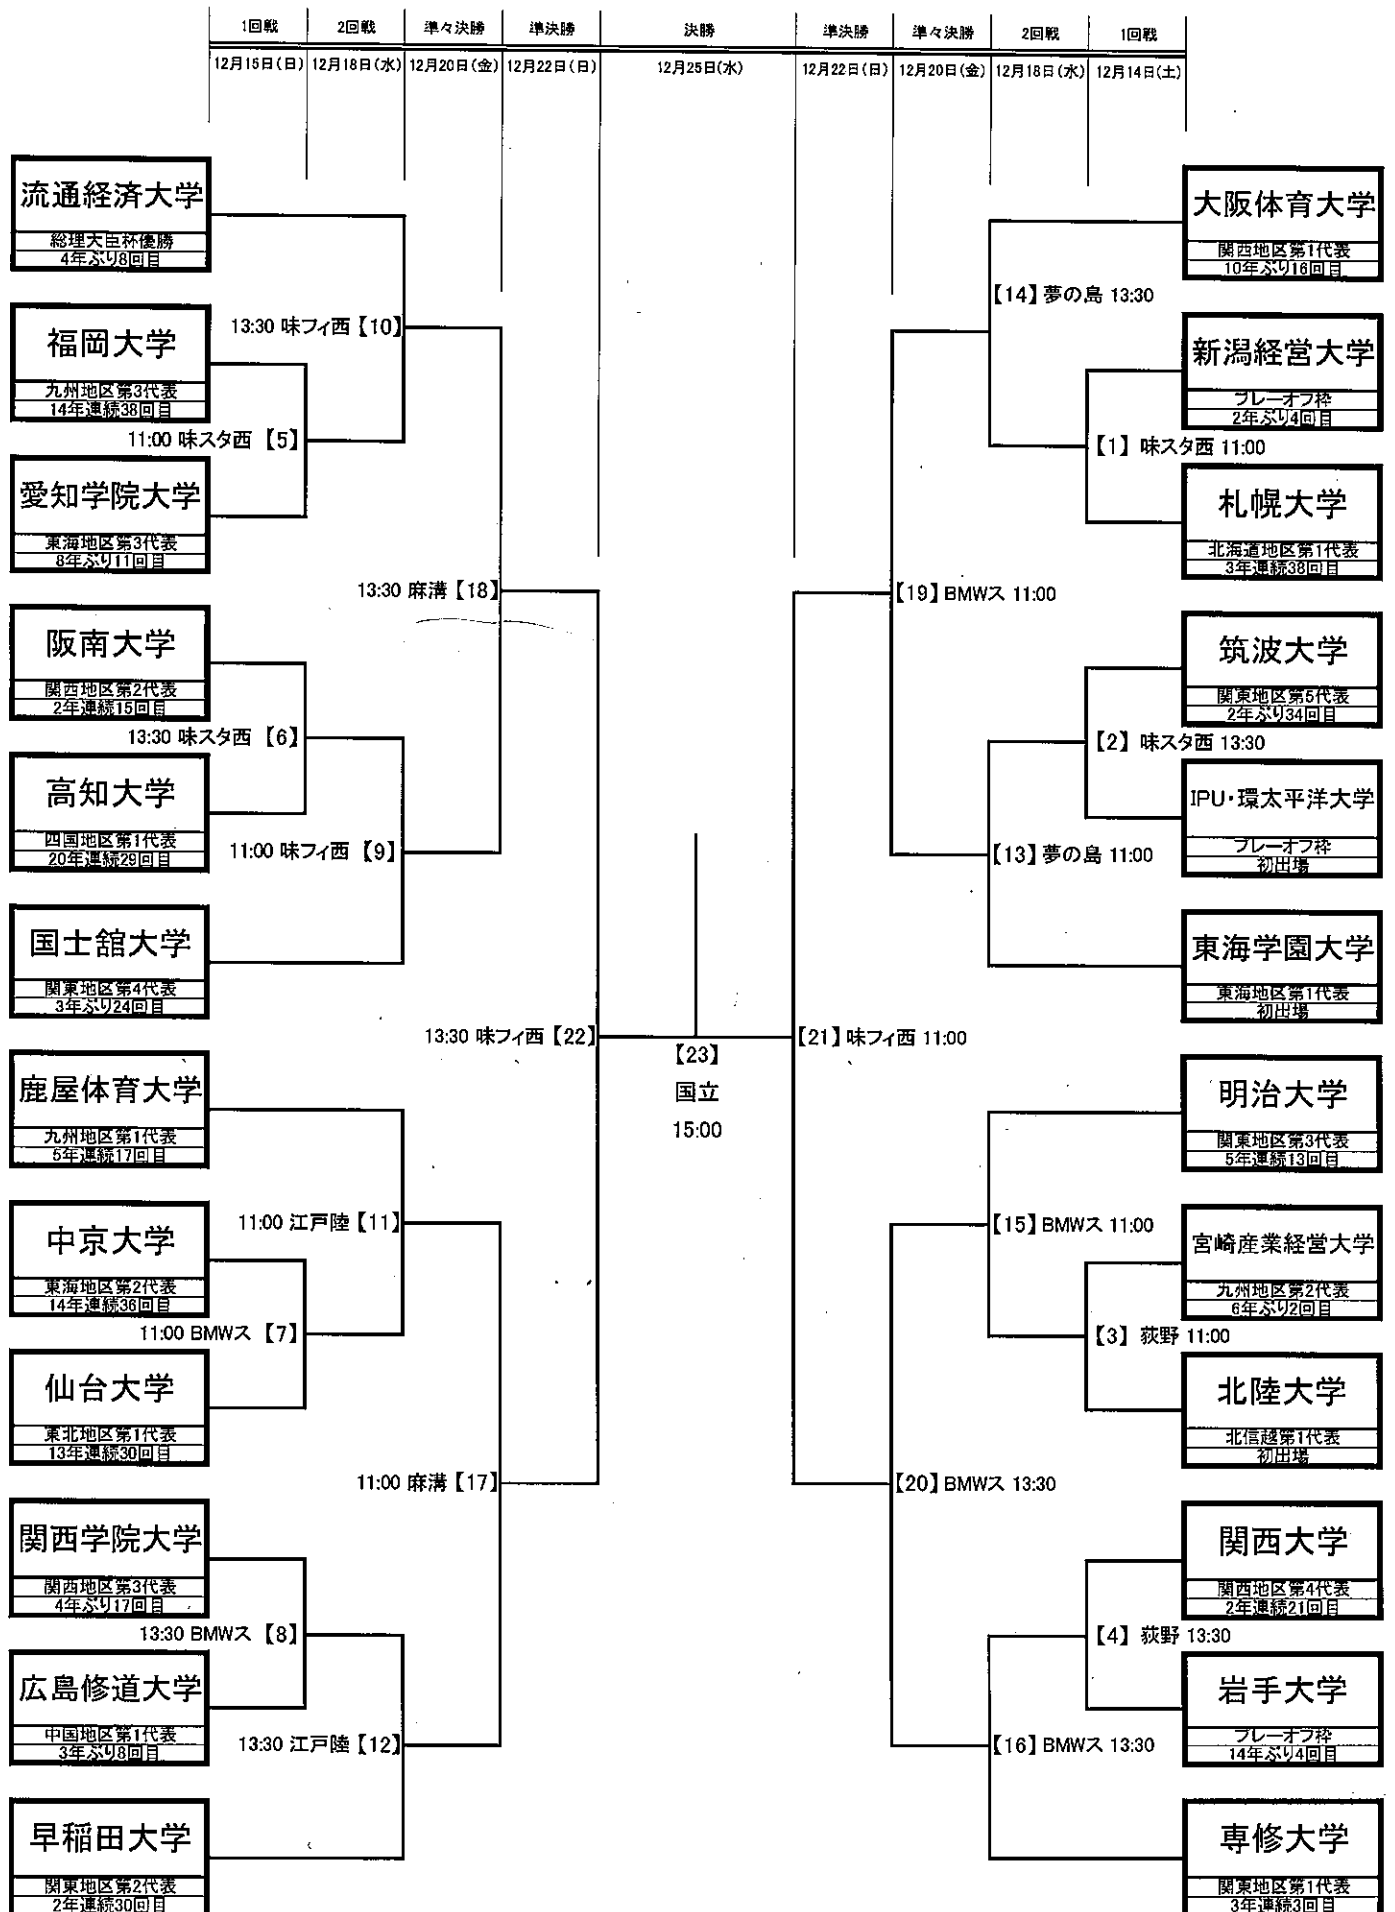 1回戦 2回戦 準々決勝 準決勝 決勝 準決勝 準々決勝 2回戦 1回戦
12月15日(日) 12月18日(水) 12月20日(金) 12月22日(日) 12月25日(水) 12月22日(日) 12月20日(金) 12月18日(水) 12月14日(土)
流通経済大学
総理大臣杯優勝
4年ぶり8回目
13:30 味フィ西【10】
福岡大学
九州地区第3代表
14年連続38回目
11:00 味スタ西【5】
愛知学院大学
東海地区第3代表
8年ぶり11回目
13:30 麻溝【18】
阪南大学
関西地区第2代表
2年連続15回目
13:30 味スタ西【6】
高知大学
四国地区第1代表
20年連続29回目
11:00 味フィ西【9】
国士舘大学
関東地区第4代表
3年ぶり24回目
13:30 味フィ西【22】
鹿屋体育大学
九州地区第1代表
5年連続17回目
11:00 江戸陸【11】
中京大学
東海地区第2代表
14年連続36回目
11:00 BMWス【7】
仙台大学
東北地区第1代表
13年連続30回目
11:00 麻溝【17】
関西学院大学
関西地区第3代表
4年ぶり17回目
13:30 BMWス【8】
広島修道大学
中国地区第1代表
3年ぶり8回目
13:30 江戸陸【12】
早稲田大学
関東地区第2代表
2年連続30回目
【23】
国立
15:00
大阪体育大学
関西地区第1代表
10年ぶり16回目
【14】夢の島 13:30
新潟経営大学
プレーオフ枠
2年ぶり4回目
【1】味スタ西 11:00
札幌大学
北海道地区第1代表
3年連続38回目
【19】BMWス 11:00
筑波大学
関東地区第5代表
2年ぶり34回目
【2】味スタ西 13:30
IPU・環太平洋大学
プレーオフ枠
初出場
【13】夢の島 11:00
東海学園大学
東海地区第1代表
初出場
【21】味フィ西 11:00
明治大学
関東地区第3代表
5年連続13回目
【15】BMWス 11:00
宮崎産業経営大学
九州地区第2代表
6年ぶり2回目
【3】荻野 11:00
北陸大学
北信越第1代表
初出場
【20】BMWス 13:30
関西大学
関西地区第4代表
2年連続21回目
【4】荻野 13:30
岩手大学
プレーオフ枠
14年ぶり4回目
【16】BMWス 13:30
専修大学
関東地区第1代表
3年連続3回目